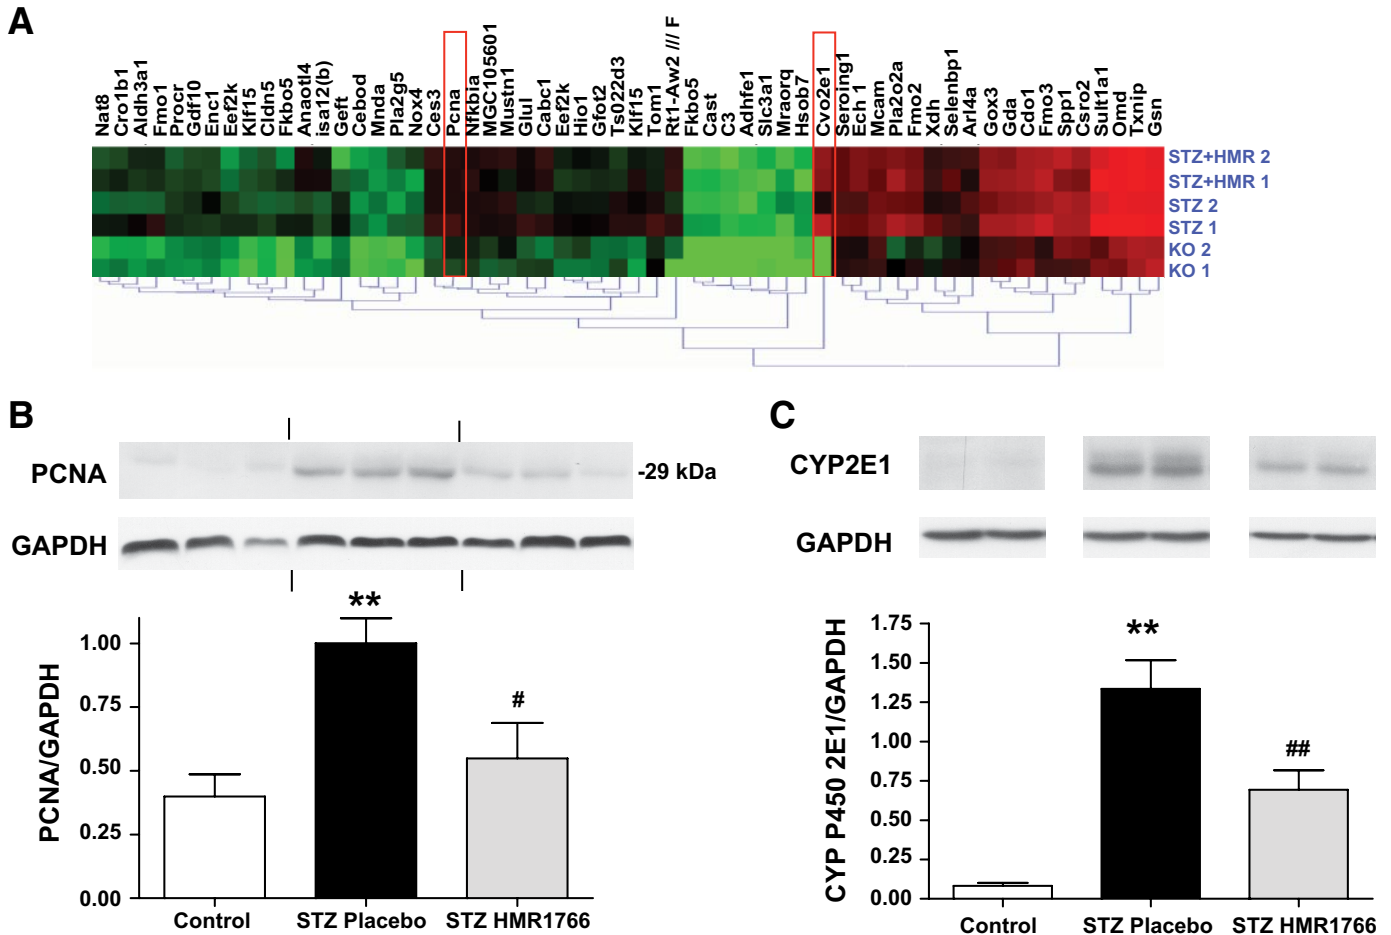 A
Nat8
Cro1b1
Aldh3a1
Fmo1
Procr
Gdf10
Enc1
Eef2k
Klf15
Cldn5
Fkbo5
Anaotl4
isa12(b)
Geft
Cebod
Mnda
Pla2g5
Nox4
Ces3
Pcna
Nfkbia
MGC105601
Mustn1
Glul
Cabc1
Eef2k
Hio1
Gfot2
Ts022d3
Klf15
Tom1
Rt1-Aw2 /// F
Fkbo5
Cast
C3
Adhfe1
Slc3a1
Mraorq
Hsob7
Cvo2e1
Seroing1
Ech 1
Mcam
Pla2o2a
Fmo2
Xdh
Selenbp1
Arl4a
Gox3
Gda
Cdo1
Fmo3
Spp1
Csro2
Sult1a1
Omd
Txnip
Gsn
STZ+HMR 2
STZ+HMR 1
STZ 2
STZ 1
KO 2
KO 1
B
PCNA
-29 kDa
GAPDH
**
#
PCNA/GAPDH
1.00
0.75
0.50
0.25
0.00
Control
STZ Placebo
STZ HMR1766
C
CYP2E1
GAPDH
**
##
CYP P450 2E1/GAPDH
1.75
1.50
1.25
1.00
0.75
0.50
0.25
0.00
Control
STZ Placebo
STZ HMR1766